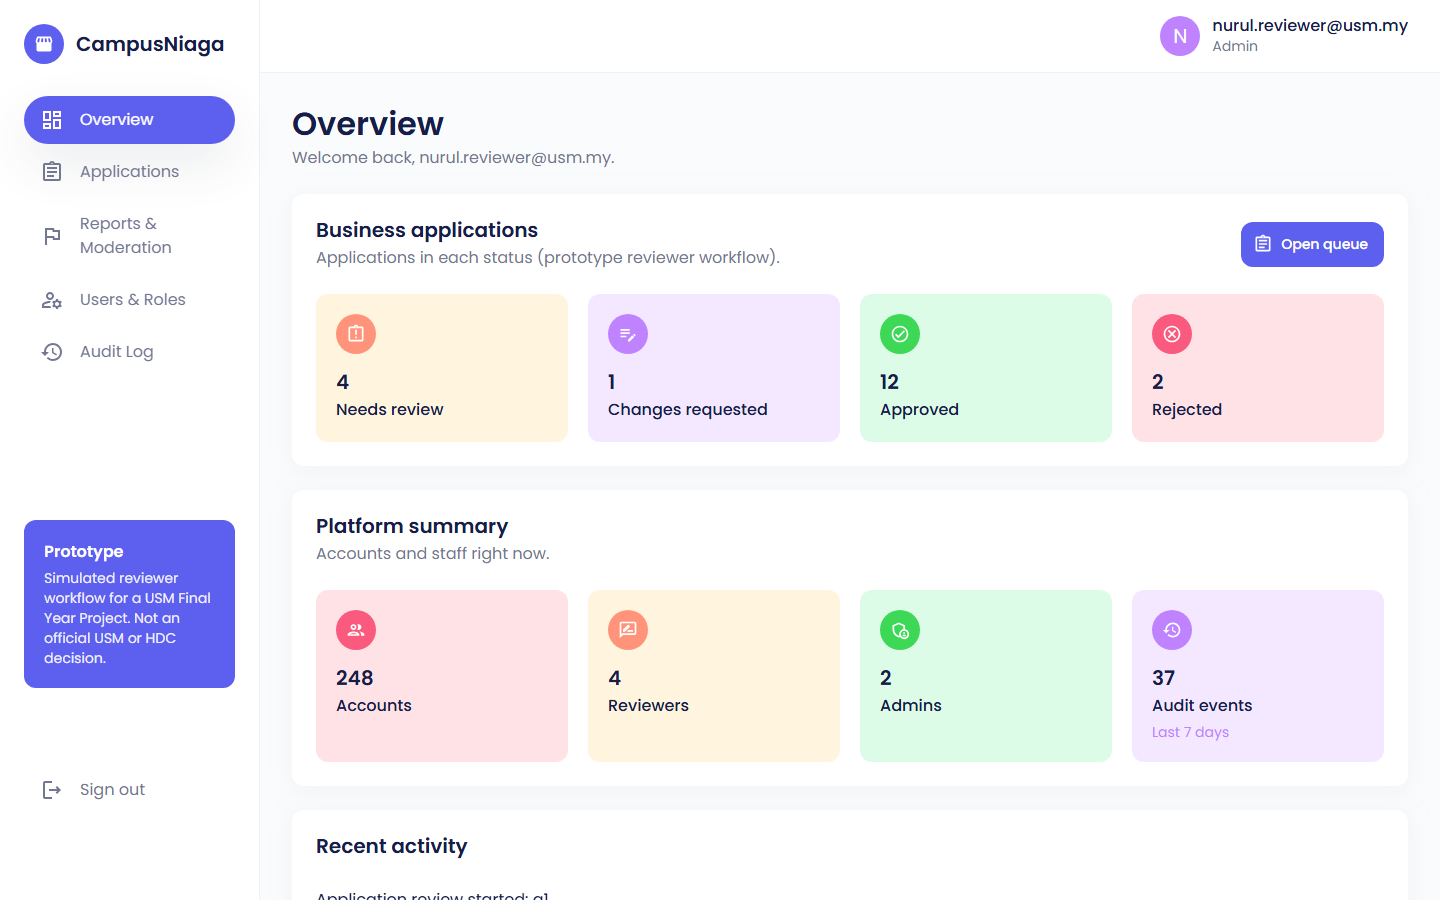 CampusNiaga
nurul.reviewer@usm.my
N
Admin
Overview
Applications
Reports &
Moderation
Users & Roles
Audit Log
Prototype
Simulated reviewer
workflow for a USM Final
Year Project. Not an
official USM or HDC
decision.
Sign out
Overview
Welcome back, nurul.reviewer@usm.my.
Business applications
Applications in each status (prototype reviewer workflow).
Open queue
4
Needs review
1
Changes requested
12
Approved
2
Rejected
Platform summary
Accounts and staff right now.
248
Accounts
4
Reviewers
2
Admins
37
Audit events
Last 7 days
Recent activity
Application review started: a1